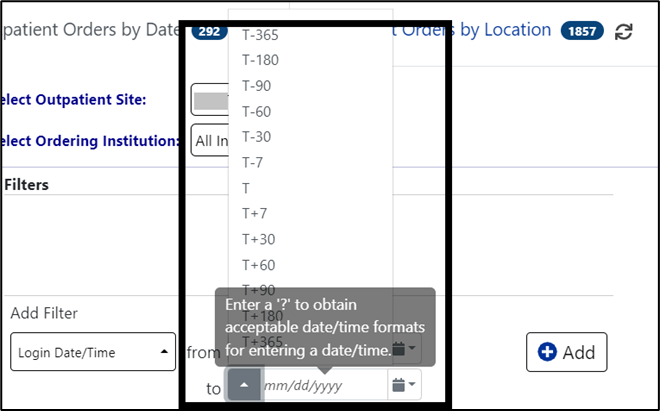 patient Orders by Date 292 t Orders by Location 1857
elect Outpatient Site:
elect Ordering Institution: All In
Filters
T-365
T-180
T-90
T-60
T-30
T-7
T
T+7
T+30
T+60
T+90
T+180
T+365
Enter a '?' to obtain
acceptable date/time formats
for entering a date/time.
Add Filter
Login Date/Time from
to mm/dd/yyyy
Add